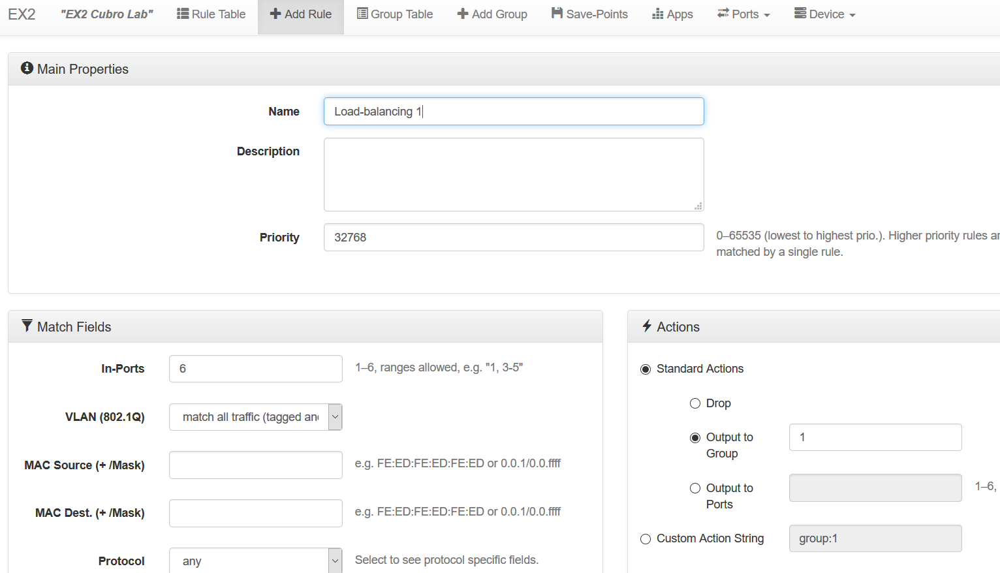 EX2 "EX2 Cubro Lab" Rule Table Add Rule Group Table Add Group Save-Points Apps Ports Device
Main Properties
Name Load-balancing 1
Description
Priority 32768 0–65535 (lowest to highest prio.). Higher priority rules
matched by a single rule.
Match Fields
In-Ports 6 1–6, ranges allowed, e.g. "1, 3-5"
VLAN (802.1Q) match all traffic (tagged
MAC Source (+ /Mask) e.g. FE:ED:FE:ED:FE:ED or 0.0.1/0.0.ffff
MAC Dest. (+ /Mask) e.g. FE:ED:FE:ED:FE:ED or 0.0.1/0.0.ffff
Protocol any Select to see protocol specific fields.
Actions
Standard Actions
Drop
Output to
Group 1
Output to
Ports 1–6,
Custom Action String group:1